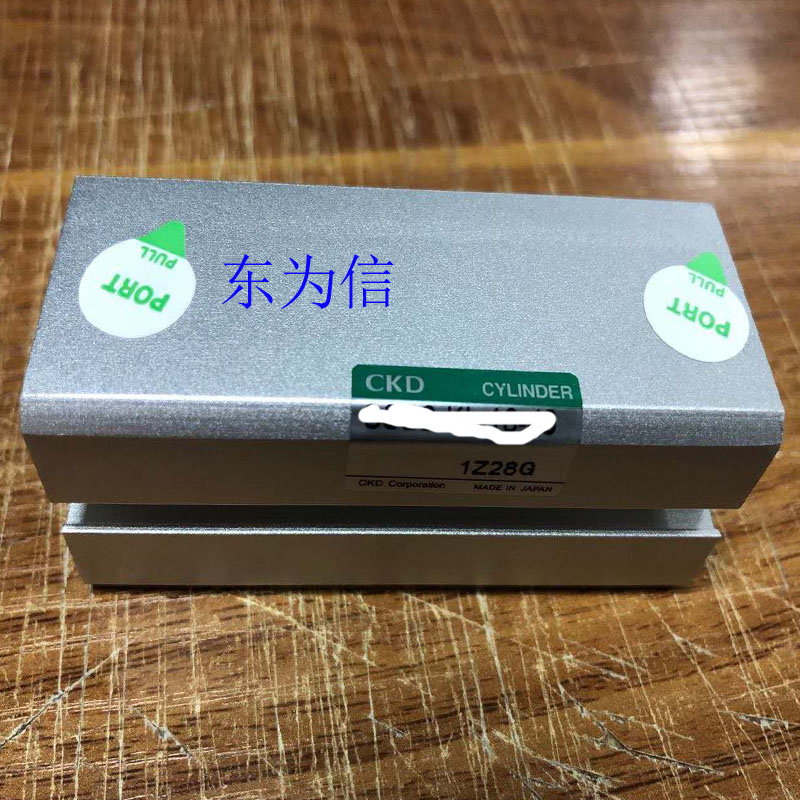 PULL
PORT
东为信
PULL
PORT
CKD CYLINDER
1Z28G
CKD Corporation MADE IN JAPAN